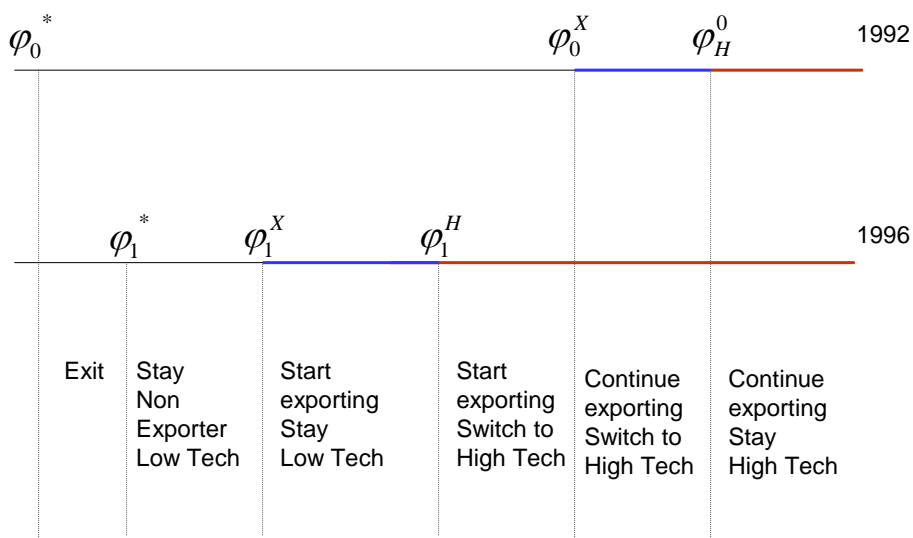 φ₀* φ₀ˣ φ_H⁰ 1992
φ₁* φ₁ˣ φ₁ᴴ 1996
Exit
Stay
Non
Exporter
Low Tech
Start
exporting
Stay
Low Tech
Start
exporting
Switch to
High Tech
Continue
exporting
Switch to
High Tech
Continue
exporting
Stay
High Tech